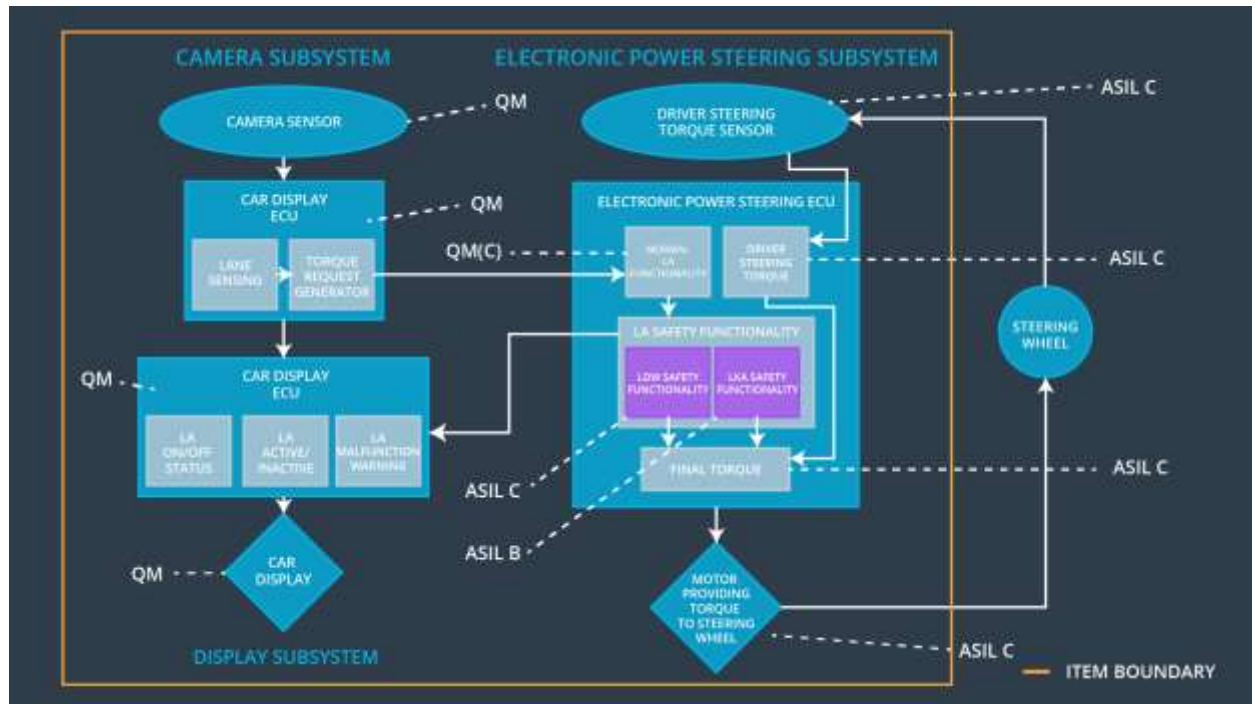 CAMERA SUBSYSTEM
ELECTRONIC POWER STEERING SUBSYSTEM
CAMERA SENSOR
QM
DRIVER STEERING
TORQUE SENSOR
ASIL C
CAR DISPLAY
ECU
QM
LANE
SENSING
TORQUE
REQUEST
GENERATOR
ELECTRONIC POWER STEERING ECU
QM(C)
NORMAL
LA
FUNCTIONALITY
DRIVER
STEERING
TORQUE
ASIL C
LA SAFETY FUNCTIONALITY
LDW SAFETY
FUNCTIONALITY
LKA SAFETY
FUNCTIONALITY
STEERING
WHEEL
QM
CAR DISPLAY
ECU
LA
ON/OFF
STATUS
LA
ACTIVE/
INACTIVE
LA
MALFUNCTION
WARNING
FINAL TORQUE
ASIL C
ASIL C
ASIL B
QM
CAR
DISPLAY
MOTOR
PROVIDING
TORQUE
TO STEERING
WHEEL
DISPLAY SUBSYSTEM
ASIL C
ITEM BOUNDARY